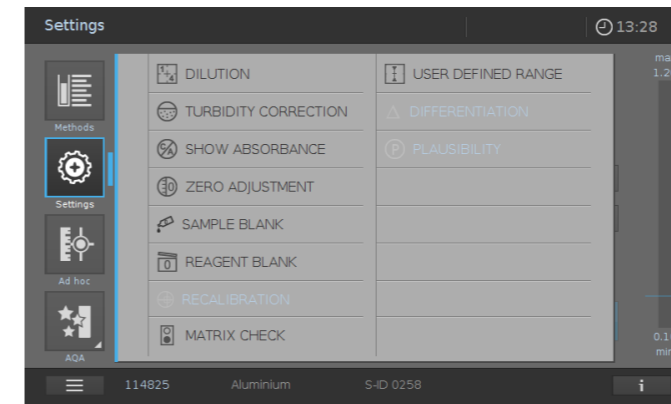 Settings
13:28
Methods
Settings
Ad hoc
AQA
DILUTION
TURBIDITY CORRECTION
SHOW ABSORBANCE
ZERO ADJUSTMENT
SAMPLE BLANK
REAGENT BLANK
RECALIBRATION
MATRIX CHECK
USER DEFINED RANGE
DIFFERENTIATION
PLAUSIBILITY
114825
Aluminium
S-ID 0258
i